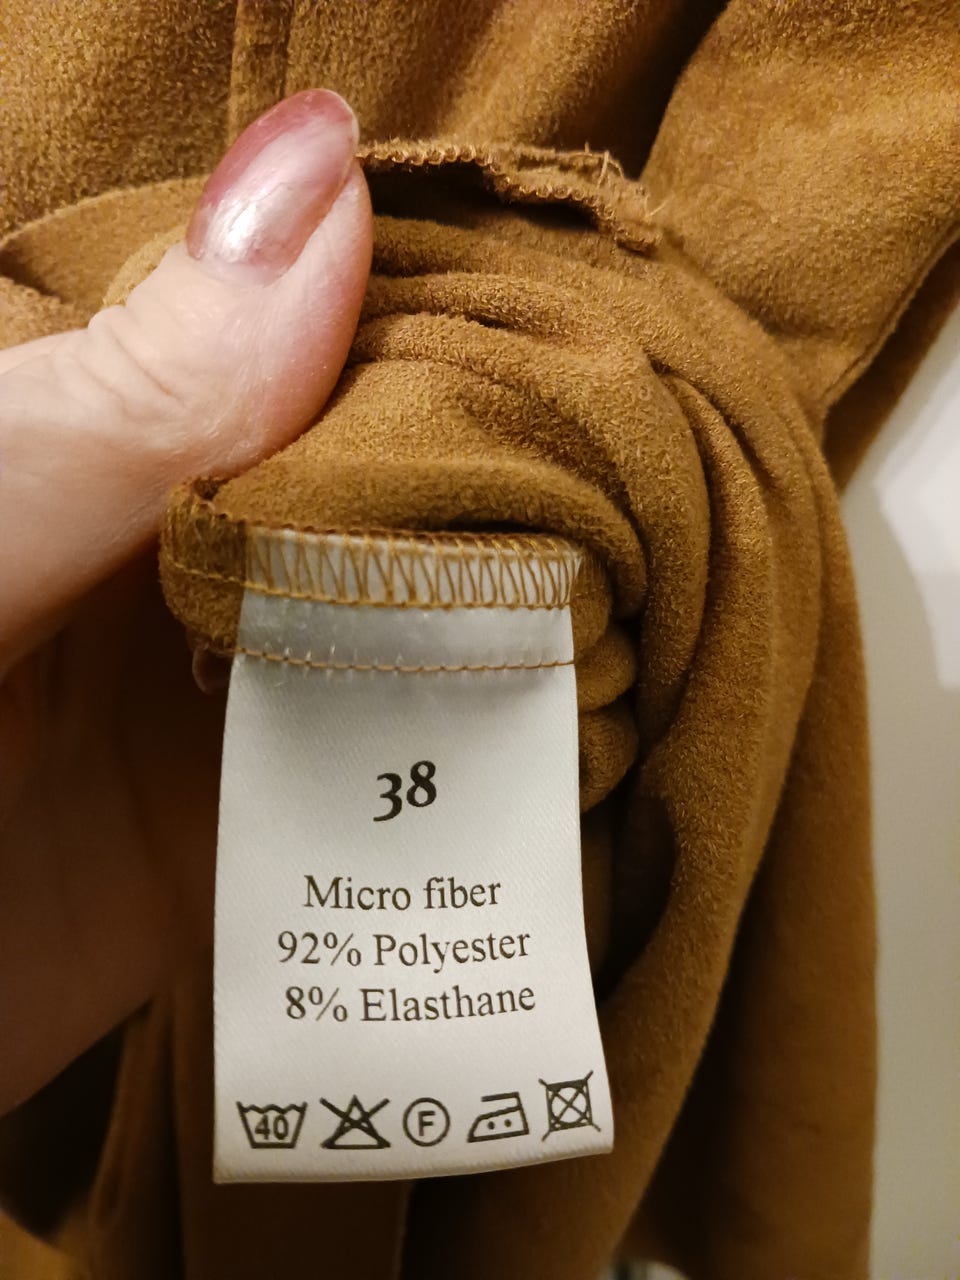 38
Micro fiber
92% Polyester
8% Elasthane
40 F